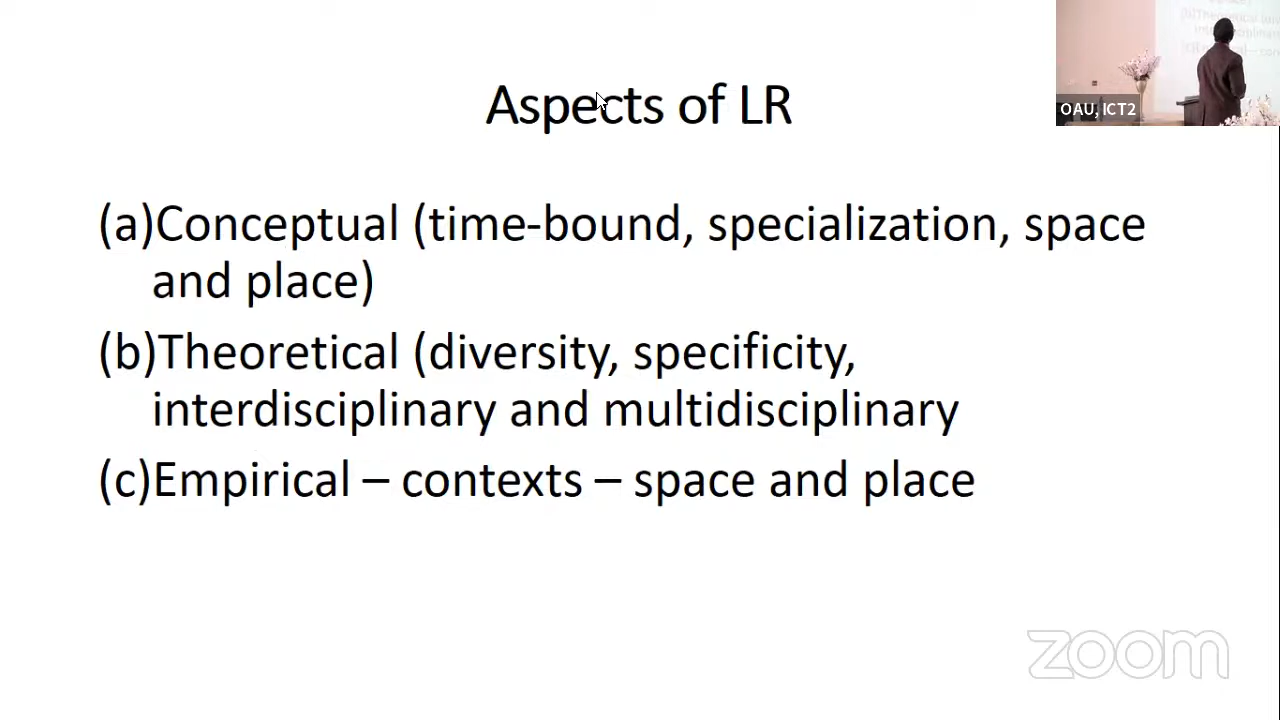 Aspects of LR
OAU, ICT2
(a)Conceptual (time-bound, specialization, space
and place)
(b)Theoretical (diversity, specificity,
interdisciplinary and multidisciplinary
(c)Empirical – contexts – space and place
zoom